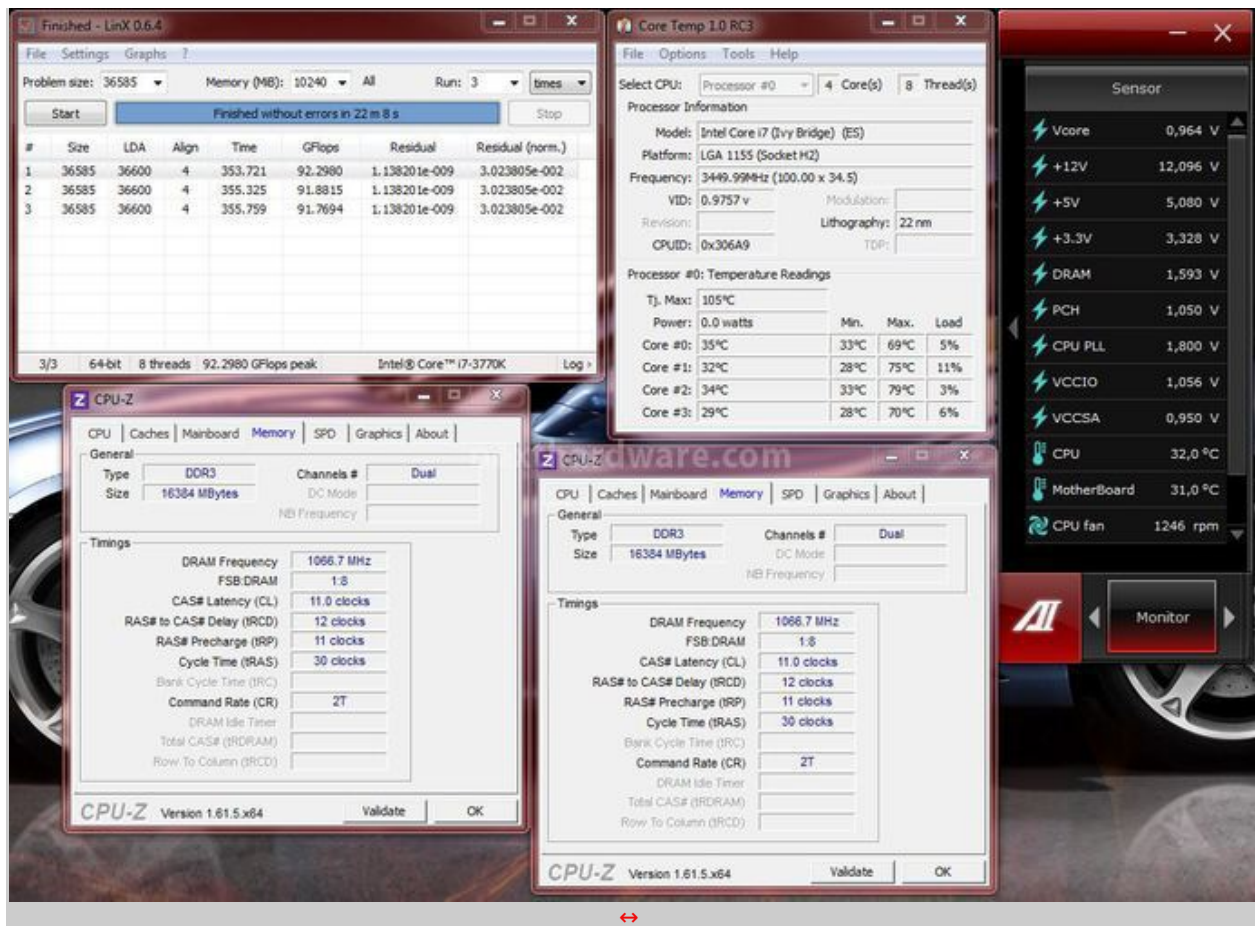 Finished - LinX 0.6.4
File Settings Graphs ?
Problem size: 36585 Memory (MiB): 10240 All Run: 3 times
Start Finished without errors in 22 m 8 s Stop
# Size LDA Align Time GFlops Residual Residual (norm.)
1 36585 36600 4 353.721 92.2980 1.138201e-009 3.023805e-002
2 36585 36600 4 355.325 91.8815 1.138201e-009 3.023805e-002
3 36585 36600 4 355.759 91.7694 1.138201e-009 3.023805e-002
3/3 64-bit 8 threads 92.2980 GFlops peak Intel® Core™ i7-3770K Log ›
Core Temp 1.0 RC3
File Options Tools Help
Select CPU: Processor #0 4 Core(s) 8 Thread(s)
Processor Information
Model: Intel Core i7 (Ivy Bridge) (ES)
Platform: LGA 1155 (Socket H2)
Frequency: 3449.99MHz (100.00 x 34.5)
VID: 0.9757 v Modulation:
Revision: Lithography: 22 nm
CPUID: 0x306A9 TDP:
Processor #0: Temperature Readings
Tj. Max: 105°C
Power: 0.0 watts Min. Max. Load
Core #0: 35°C 33°C 69°C 5%
Core #1: 32°C 28°C 75°C 11%
Core #2: 34°C 33°C 79°C 3%
Core #3: 29°C 28°C 70°C 6%
Sensor
Vcore 0,964 V
+12V 12,096 V
+5V 5,080 V
+3.3V 3,328 V
DRAM 1,593 V
PCH 1,050 V
CPU PLL 1,800 V
VCCIO 1,056 V
VCCSA 0,950 V
CPU 32,0 ºC
MotherBoard 31,0 ºC
CPU fan 1246 rpm
AI Monitor
CPU-Z
CPU Caches Mainboard Memory SPD Graphics About
General
Type DDR3 Channels # Dual
Size 16384 MBytes DC Mode
NB Frequency
Timings
DRAM Frequency 1066.7 MHz
FSB:DRAM 1:8
CAS# Latency (CL) 11.0 clocks
RAS# to CAS# Delay (tRCD) 12 clocks
RAS# Precharge (tRP) 11 clocks
Cycle Time (tRAS) 30 clocks
Bank Cycle Time (tRC)
Command Rate (CR) 2T
DRAM Idle Timer
Total CAS# (tRDRAM)
Row To Column (tRCD)
CPU-Z Version 1.61.5.x64 Validate OK
CPU-Z
CPU Caches Mainboard Memory SPD Graphics About
General
Type DDR3 Channels # Dual
Size 16384 MBytes DC Mode
NB Frequency
Timings
DRAM Frequency 1066.7 MHz
FSB:DRAM 1:8
CAS# Latency (CL) 11.0 clocks
RAS# to CAS# Delay (tRCD) 12 clocks
RAS# Precharge (tRP) 11 clocks
Cycle Time (tRAS) 30 clocks
Bank Cycle Time (tRC)
Command Rate (CR) 2T
DRAM Idle Timer
Total CAS# (tRDRAM)
Row To Column (tRCD)
CPU-Z Version 1.61.5.x64 Validate OK